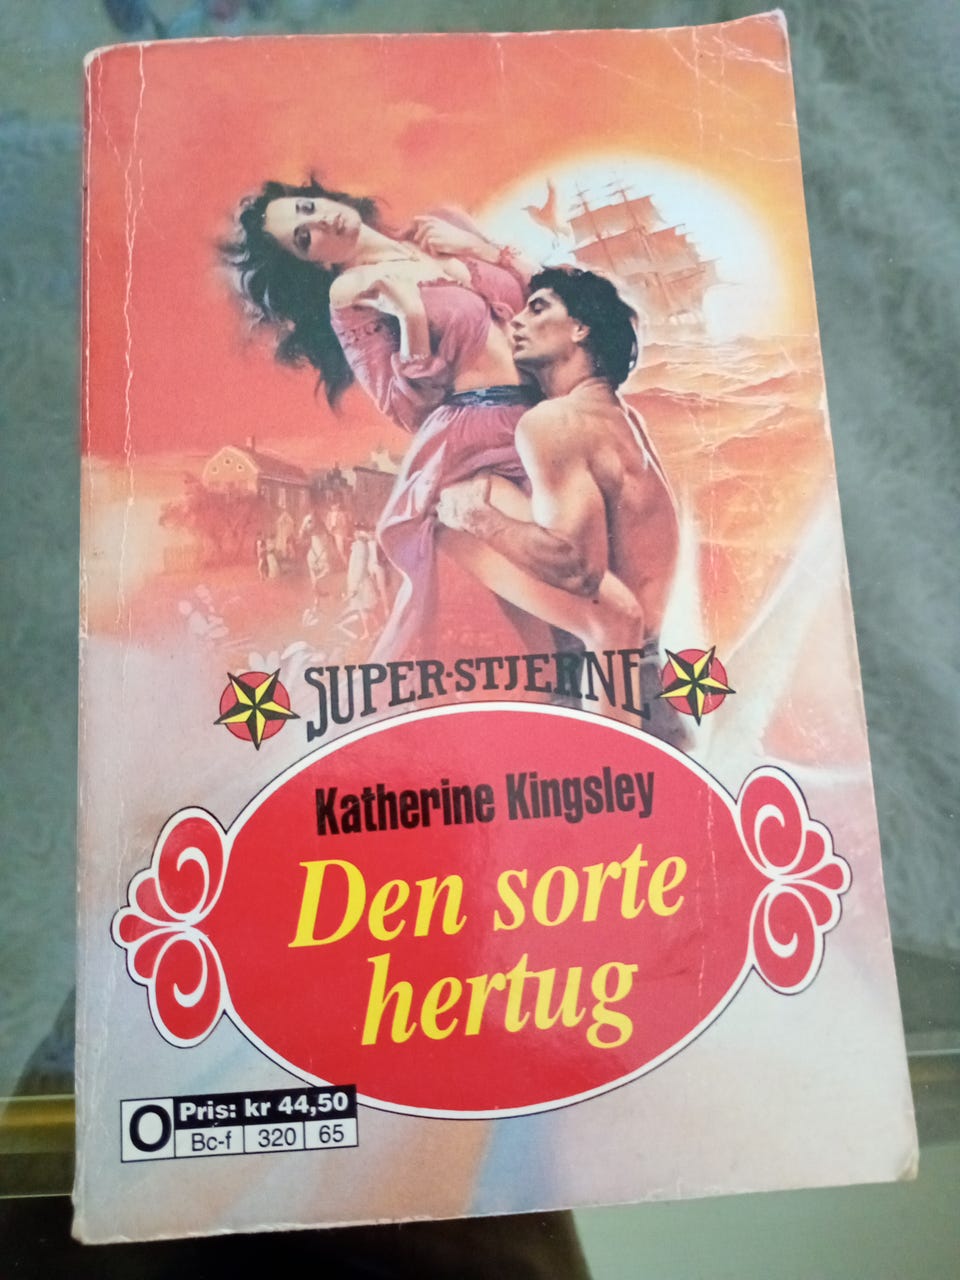 SUPER-STJERNE
Katherine Kingsley
Den sorte
hertug
O
Pris: kr 44,50
Bc-f 320 65